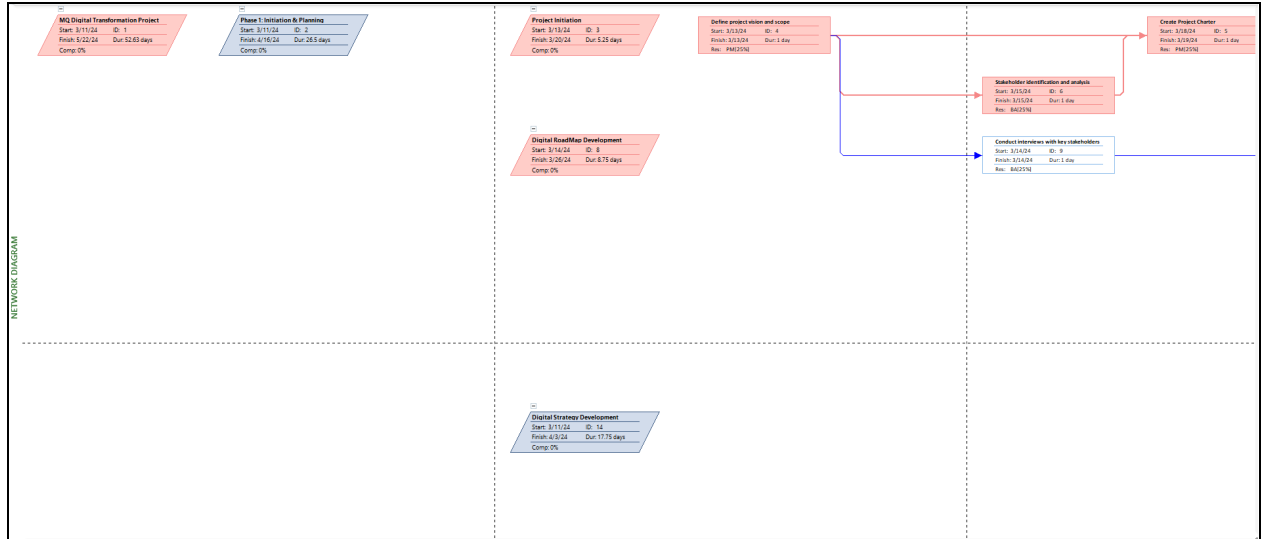 MQ Digital Transformation Project
Start: 3/11/24 ID: 1
Finish: 5/22/24 Dur: 52.63 days
Comp: 0%
Phase 1: Initiation & Planning
Start: 3/11/24 ID: 2
Finish: 4/16/24 Dur: 26.5 days
Comp: 0%
Project Initiation
Start: 3/13/24 ID: 3
Finish: 3/20/24 Dur: 5.25 days
Comp: 0%
Define project vision and scope
Start: 3/13/24 ID: 4
Finish: 3/13/24 Dur: 1 day
Res: PM[25%]
Create Project Charter
Start: 3/18/24 ID: 5
Finish: 3/19/24 Dur: 1 day
Res: PM[25%]
Stakeholder identification and analysis
Start: 3/15/24 ID: 6
Finish: 3/15/24 Dur: 1 day
Res: BA[25%]
Digital RoadMap Development
Start: 3/14/24 ID: 8
Finish: 3/26/24 Dur: 8.75 days
Comp: 0%
Conduct interviews with key stakeholders
Start: 3/14/24 ID: 9
Finish: 3/14/24 Dur: 1 day
Res: BA[25%]
NETWORK DIAGRAM
Digital Strategy Development
Start: 3/11/24 ID: 14
Finish: 4/3/24 Dur: 17.75 days
Comp: 0%